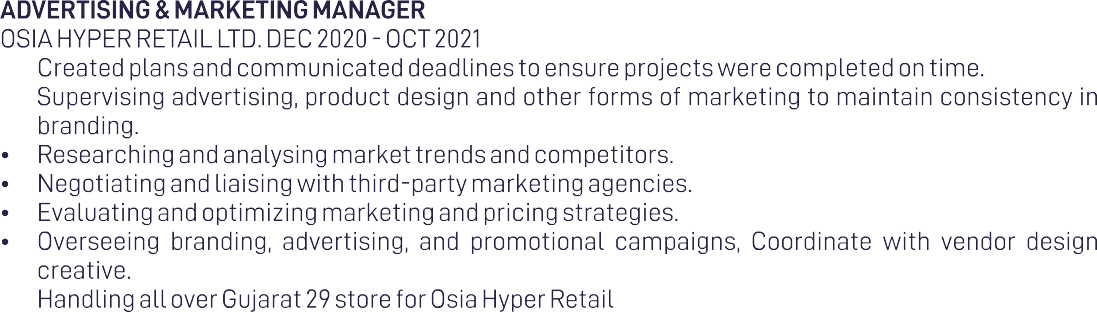 ADVERTISING & MARKETING MANAGER
OSIA HYPER RETAIL LTD. DEC 2020 - OCT 2021
Created plans and communicated deadlines to ensure projects were completed on time.
Supervising advertising, product design and other forms of marketing to maintain consistency in
branding.
• Researching and analysing market trends and competitors.
• Negotiating and liaising with third-party marketing agencies.
• Evaluating and optimizing marketing and pricing strategies.
• Overseeing branding, advertising, and promotional campaigns, Coordinate with vendor design
creative.
Handling all over Gujarat 29 store for Osia Hyper Retail